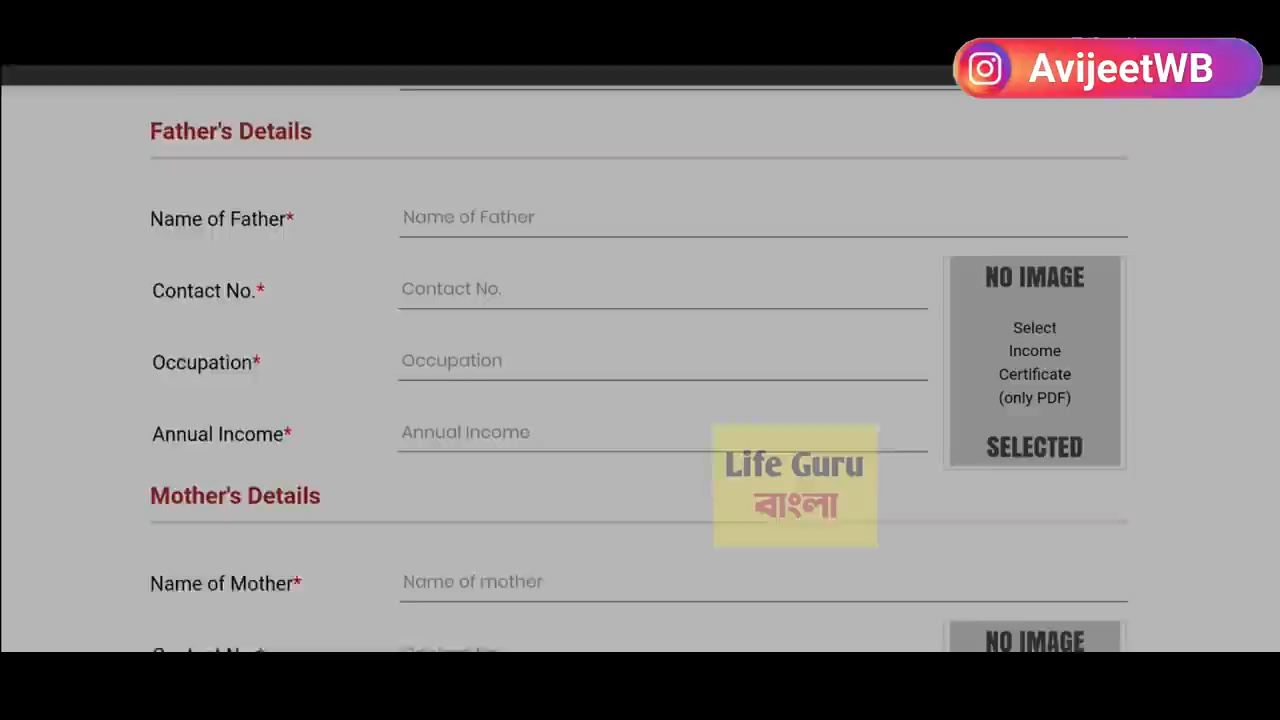 AvijeetWB
Father's Details
Name of Father*
Name of Father
Contact No.*
Contact No.
Occupation*
Occupation
Annual Income*
Annual Income
NO IMAGE
Select
Income
Certificate
(only PDF)
SELECTED
Life Guru
বাংলা
Mother's Details
Name of Mother*
Name of mother
NO IMAGE